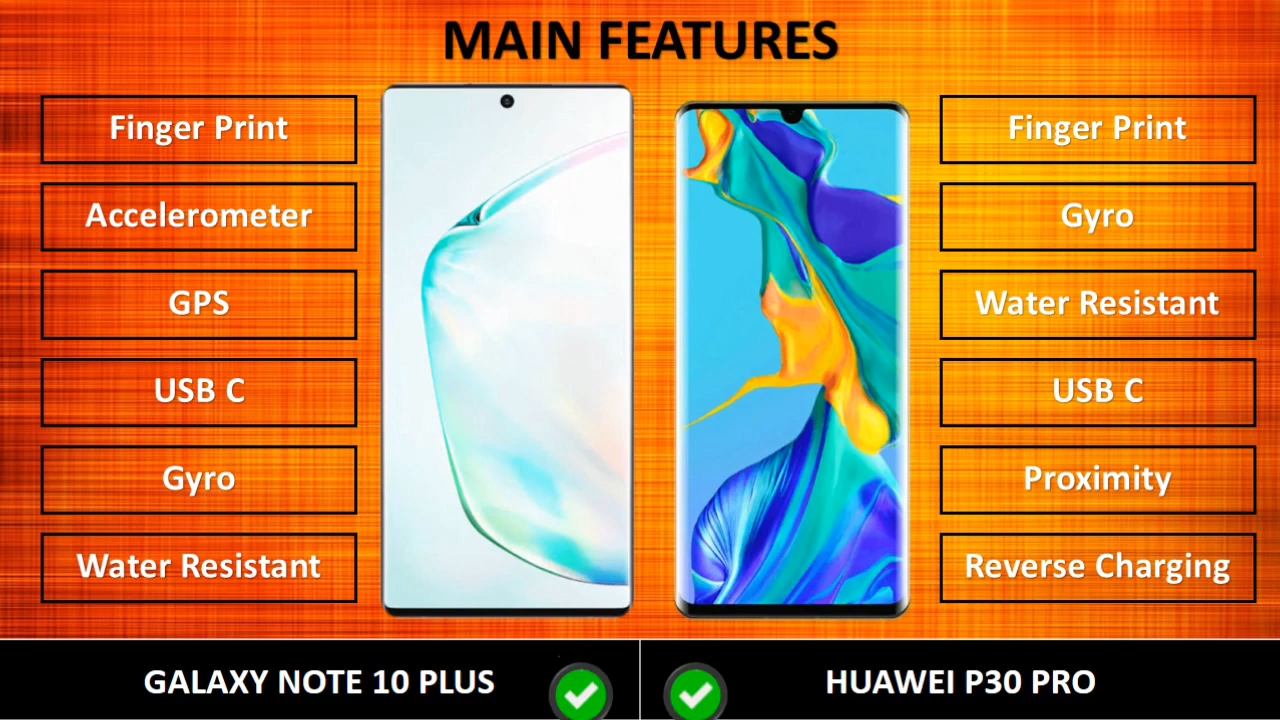 MAIN FEATURES
Finger Print
Accelerometer
GPS
USB C
Gyro
Water Resistant
Finger Print
Gyro
Water Resistant
USB C
Proximity
Reverse Charging
GALAXY NOTE 10 PLUS
HUAWEI P30 PRO